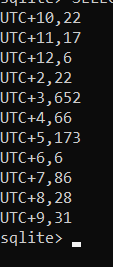 UTC+10,22
UTC+11,17
UTC+12,6
UTC+2,22
UTC+3,652
UTC+4,66
UTC+5,173
UTC+6,6
UTC+7,86
UTC+8,28
UTC+9,31
sqlite>